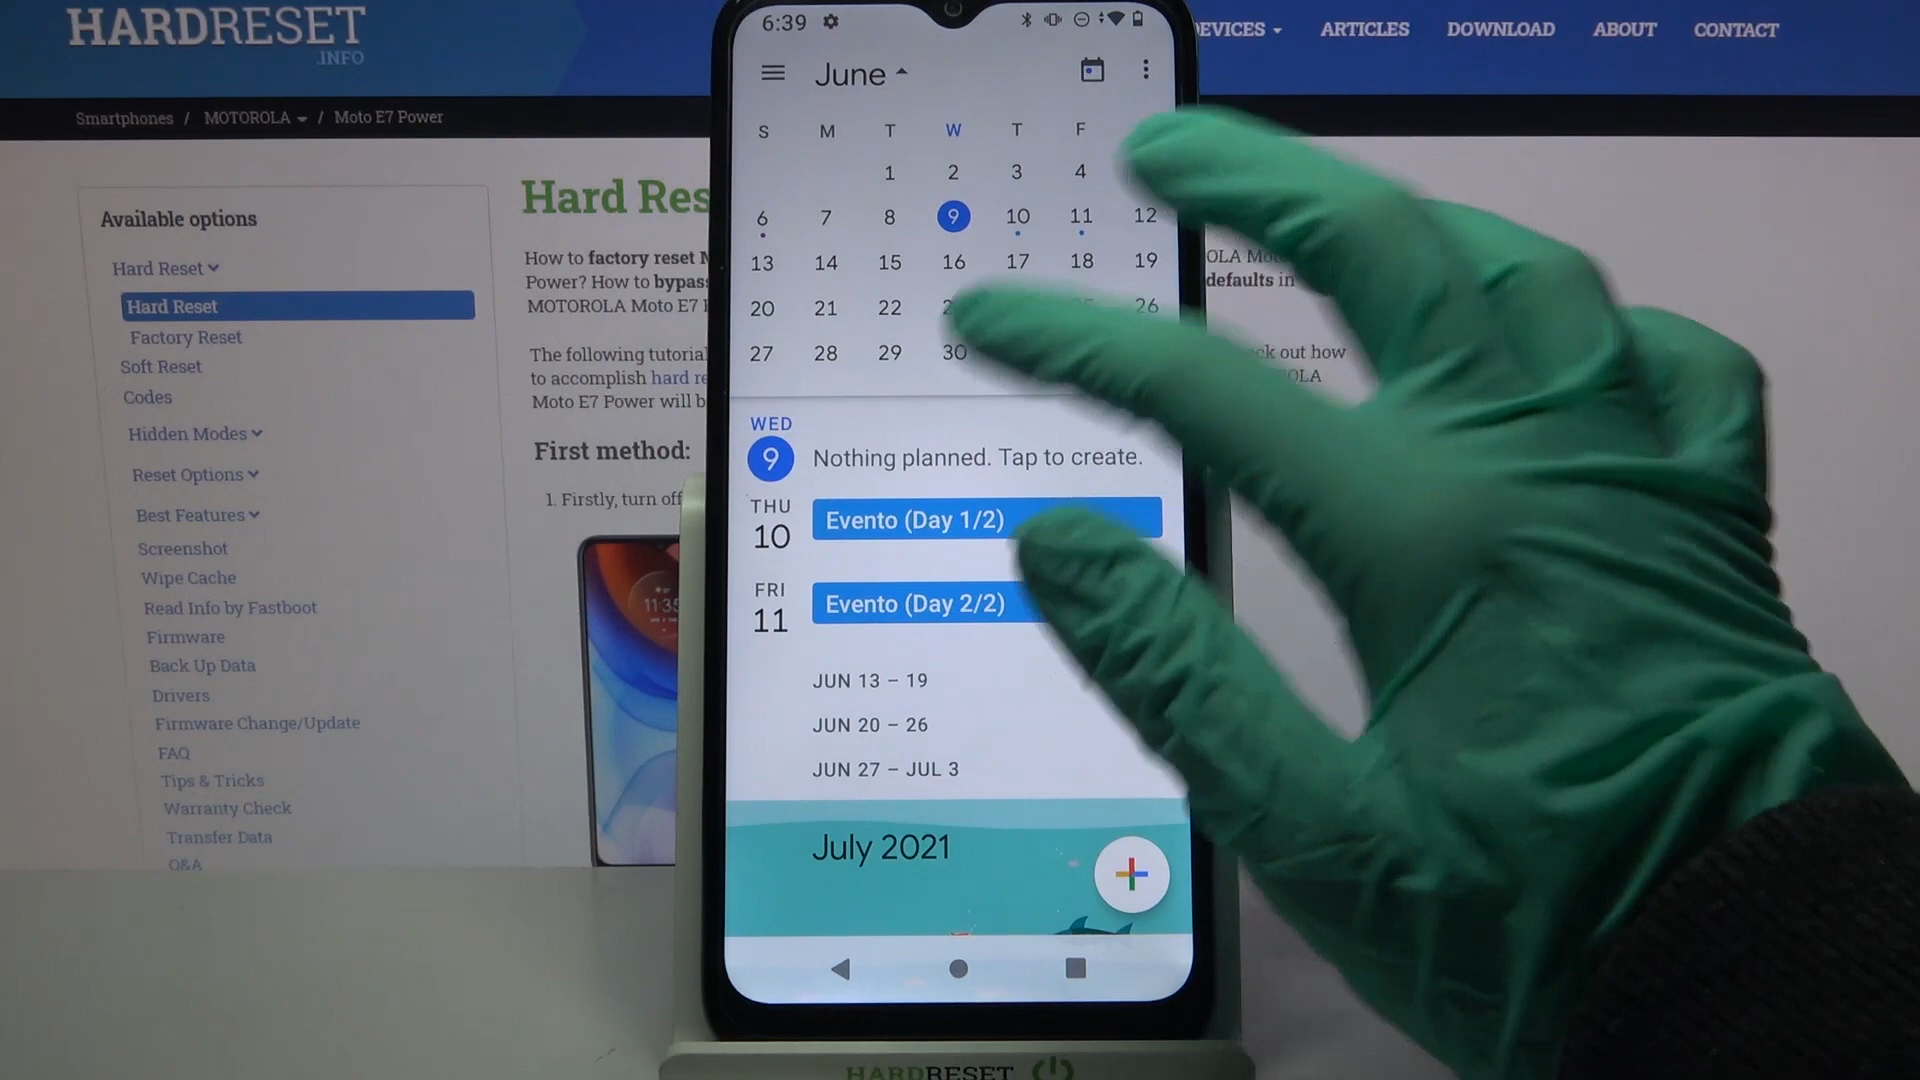 HARDRESET
.INFO
DEVICES
ARTICLES
DOWNLOAD
ABOUT
CONTACT
Smartphones / MOTOROLA / Moto E7 Power
Available options
Hard Reset
Hard Reset
Factory Reset
Soft Reset
Codes
Hidden Modes
Reset Options
Best Features
Screenshot
Wipe Cache
Read Info by Fastboot
Firmware
Back Up Data
Drivers
Firmware Change/Update
FAQ
Tips & Tricks
Warranty Check
Transfer Data
Q&A
Hard Res
How to factory reset M
Power? How to bypass
MOTOROLA Moto E7 P
The following tutorial
to accomplish hard re
Moto E7 Power will b
First method:
1. Firstly, turn off
11:35
defaults in
out how
OLA
6:39
June
S M T W T F
1 2 3 4
6 7 8 9 10 11 12
13 14 15 16 17 18 19
20 21 22 26
27 28 29 30
WED
9
Nothing planned. Tap to create.
THU
10
Evento (Day 1/2)
FRI
11
Evento (Day 2/2)
JUN 13 – 19
JUN 20 – 26
JUN 27 – JUL 3
July 2021
HARDRESET